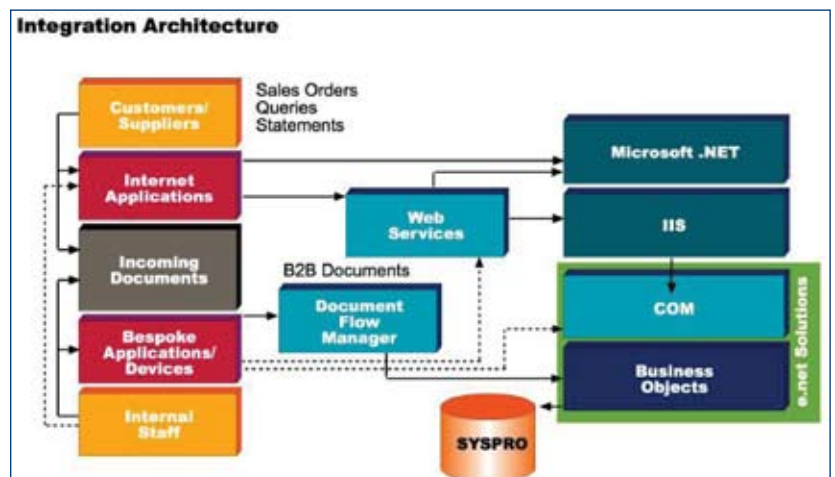 Integration Architecture
Customers/
Suppliers
Sales Orders
Queries
Statements
Internet
Applications
Microsoft .NET
Web
Services
IIS
Incoming
Documents
B2B Documents
Document
Flow
Manager
COM
Bespoke
Applications/
Devices
Business
Objects
e.net Solutions
Internal
Staff
SYSPRO